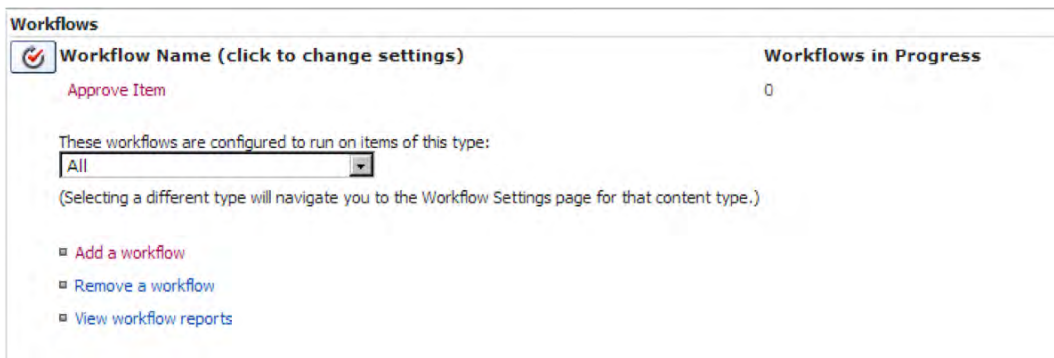 Workflows
Workflow Name (click to change settings) Workflows in Progress
Approve Item 0
These workflows are configured to run on items of this type:
All
(Selecting a different type will navigate you to the Workflow Settings page for that content type.)
Add a workflow
Remove a workflow
View workflow reports